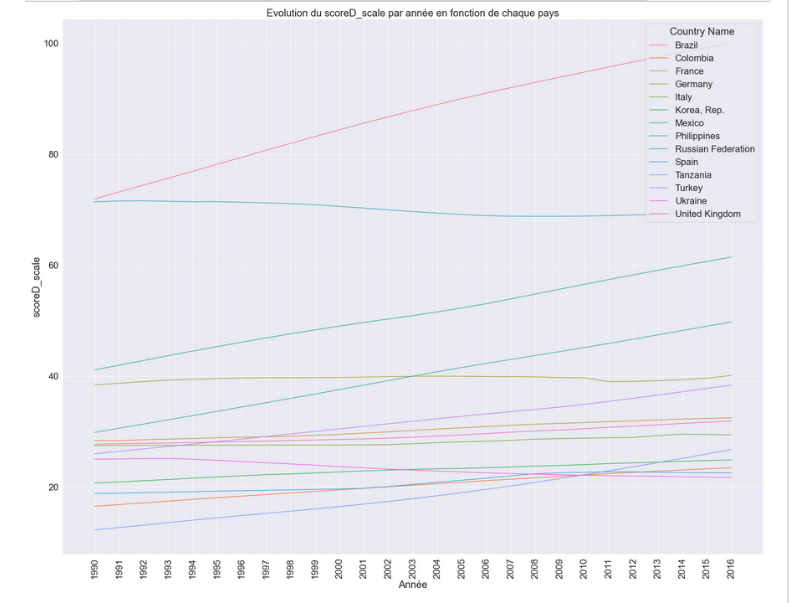 Evolution du scoreD_scale par année en fonction de chaque pays
Country Name
Brazil
Colombia
France
Germany
Italy
Korea, Rep.
Mexico
Philippines
Russian Federation
Spain
Tanzania
Turkey
Ukraine
United Kingdom
100
80
60
40
20
scoreD_scale
1990
1991
1992
1993
1994
1995
1996
1997
1998
1999
2000
2001
2002
2003
2004
2005
2006
2007
2008
2009
2010
2011
2012
2013
2014
2015
2016
Année